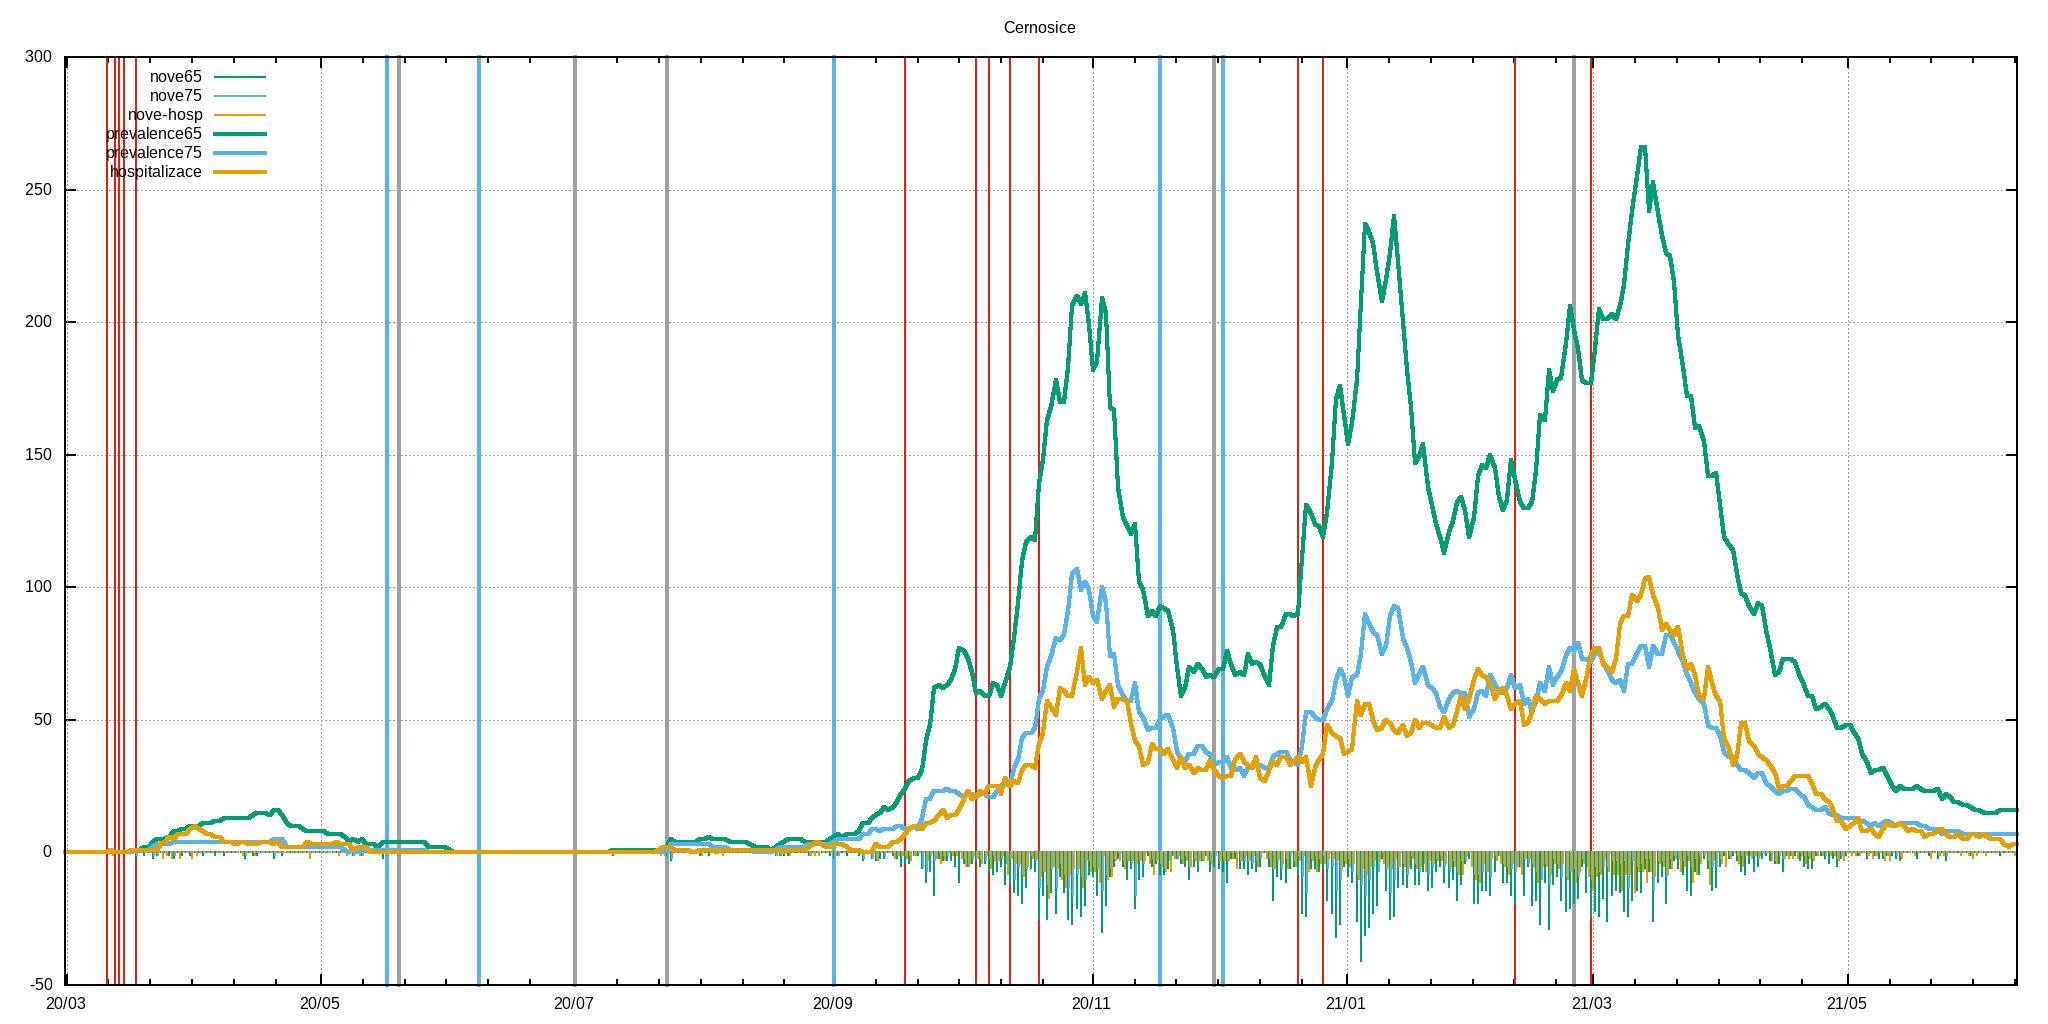 Cernosice
300
250
200
150
100
50
0
-50
nove65
nove75
nove-hosp
prevalence65
prevalence75
hospitalizace
20/03 20/05 20/07 20/09 20/11 21/01 21/03 21/05